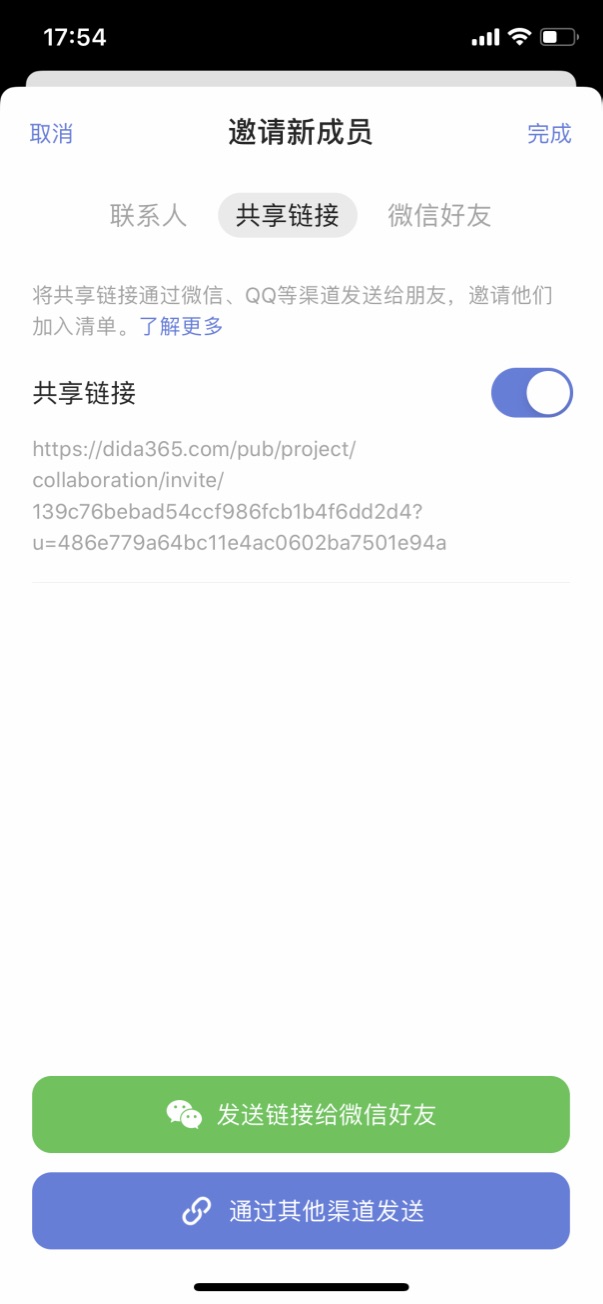 17:54
取消
邀请新成员
完成
联系人
共享链接
微信好友
将共享链接通过微信、QQ等渠道发送给朋友，邀请他们
加入清单。了解更多
共享链接
https://dida365.com/pub/project/
collaboration/invite/
139c76bebad54ccf986fcb1b4f6dd2d4?
u=486e779a64bc11e4ac0602ba7501e94a
发送链接给微信好友
通过其他渠道发送